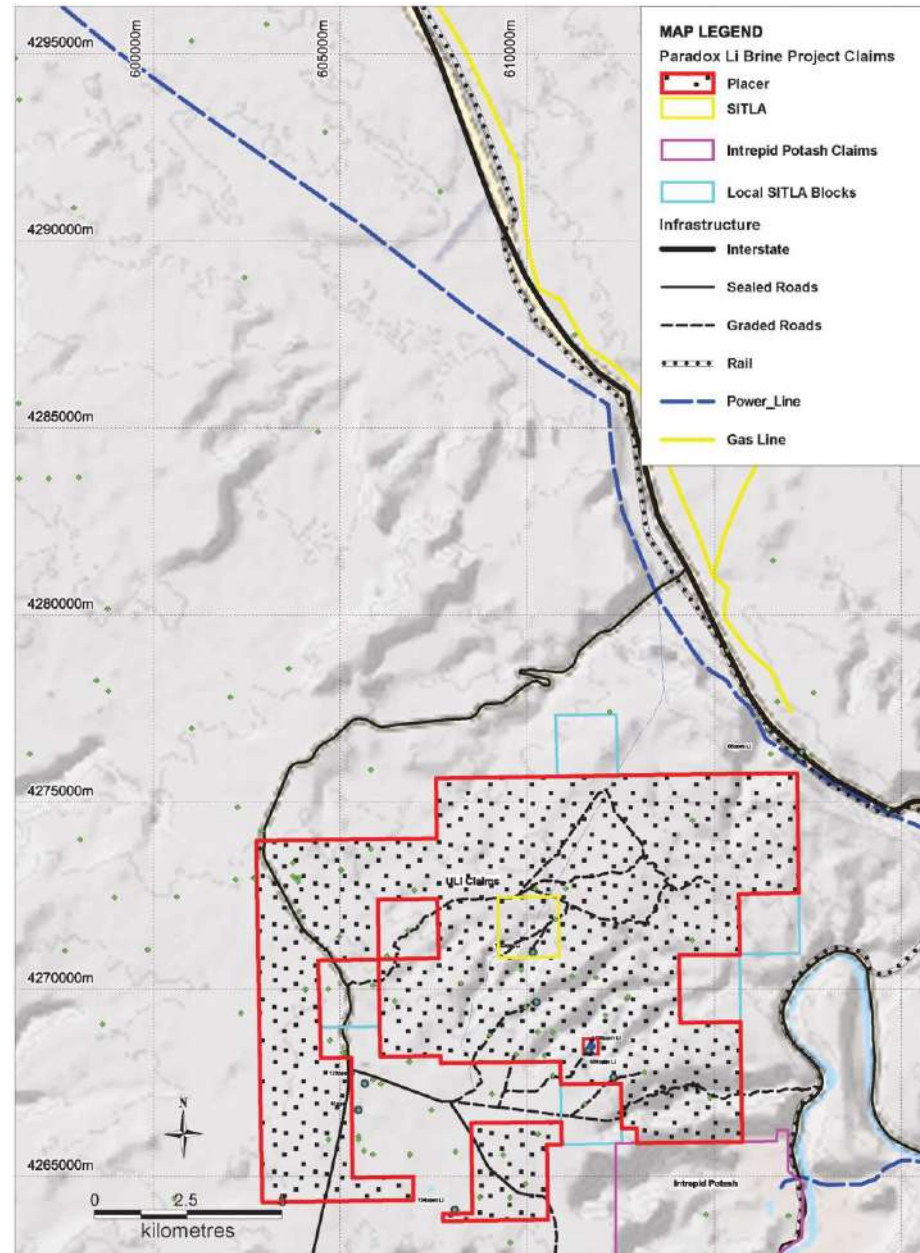 4295000m
600000m
605000m
610000m
MAP LEGEND
Paradox Li Brine Project Claims
Placer
SITLA
Intrepid Potash Claims
Local SITLA Blocks
Infrastructure
Interstate
Sealed Roads
Graded Roads
Rail
Power_Line
Gas Line
4290000m
4285000m
4280000m
4275000m
ULI Claims
4270000m
N
4265000m
Intrepid Potash
0 2.5
kilometres